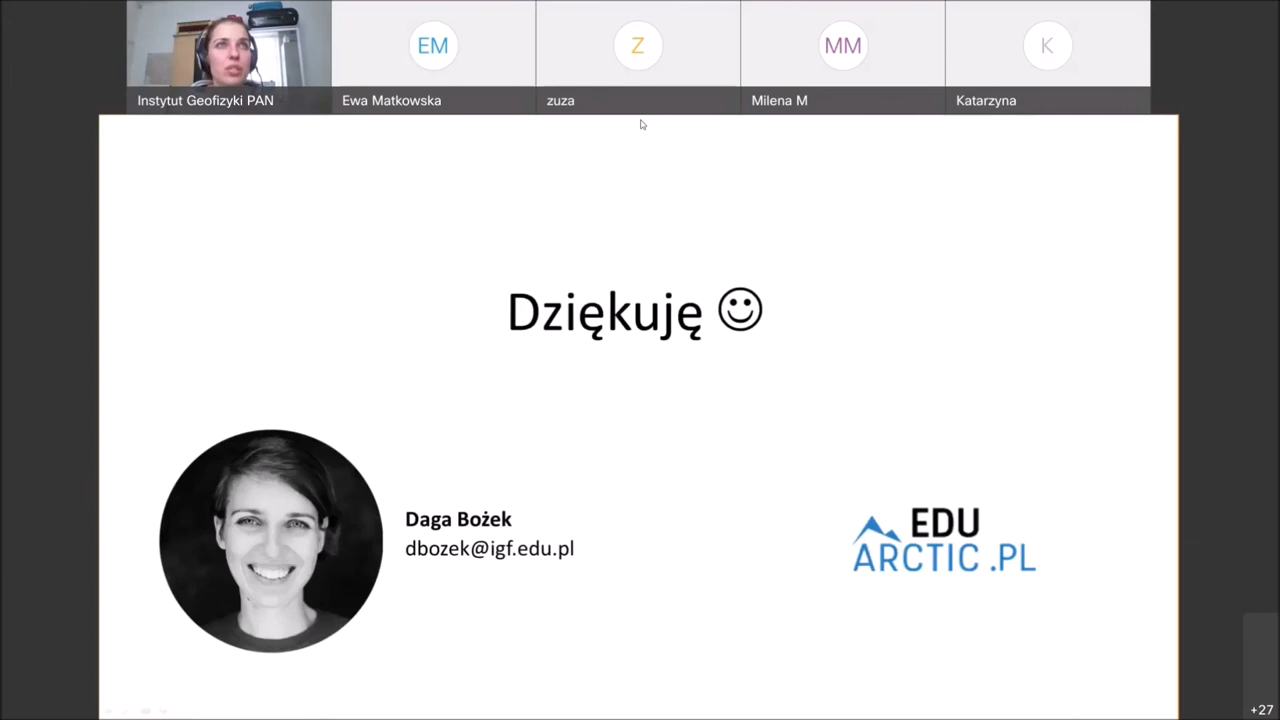 EM
Z
MM
K
Instytut Geofizyki PAN
Ewa Matkowska
zuza
Milena M
Katarzyna
Dziękuję
Daga Bożek
dbozek@igf.edu.pl
EDU
ARCTIC .PL
+27